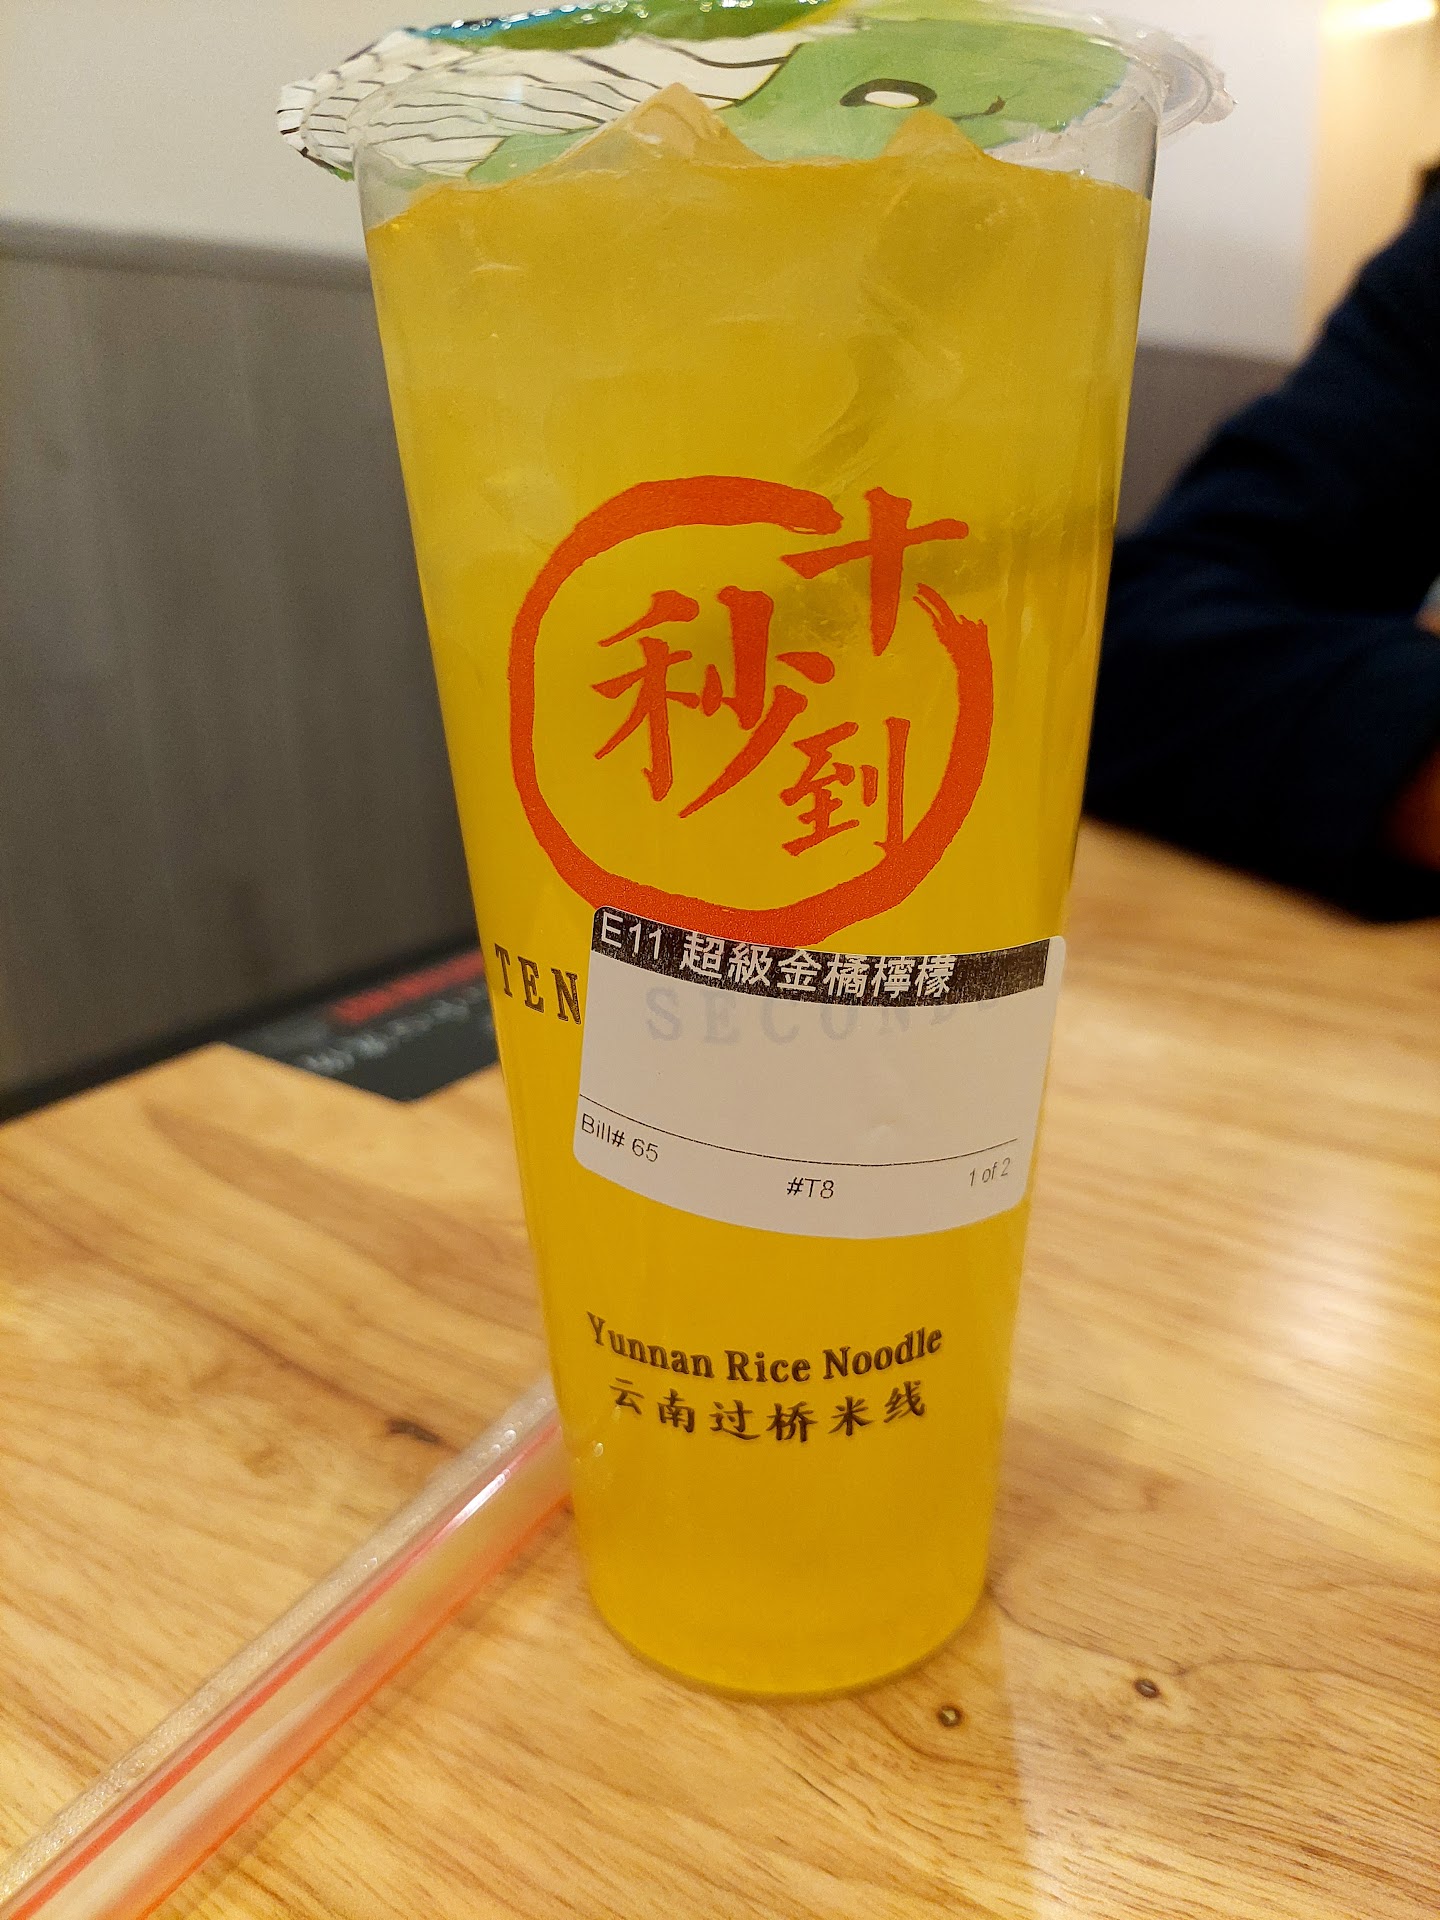 十
秒到
E11 超級金橘檸檬
TEN SECONDS
Bill# 65
#T8
1 of 2
Yunnan Rice Noodle
云南过桥米线